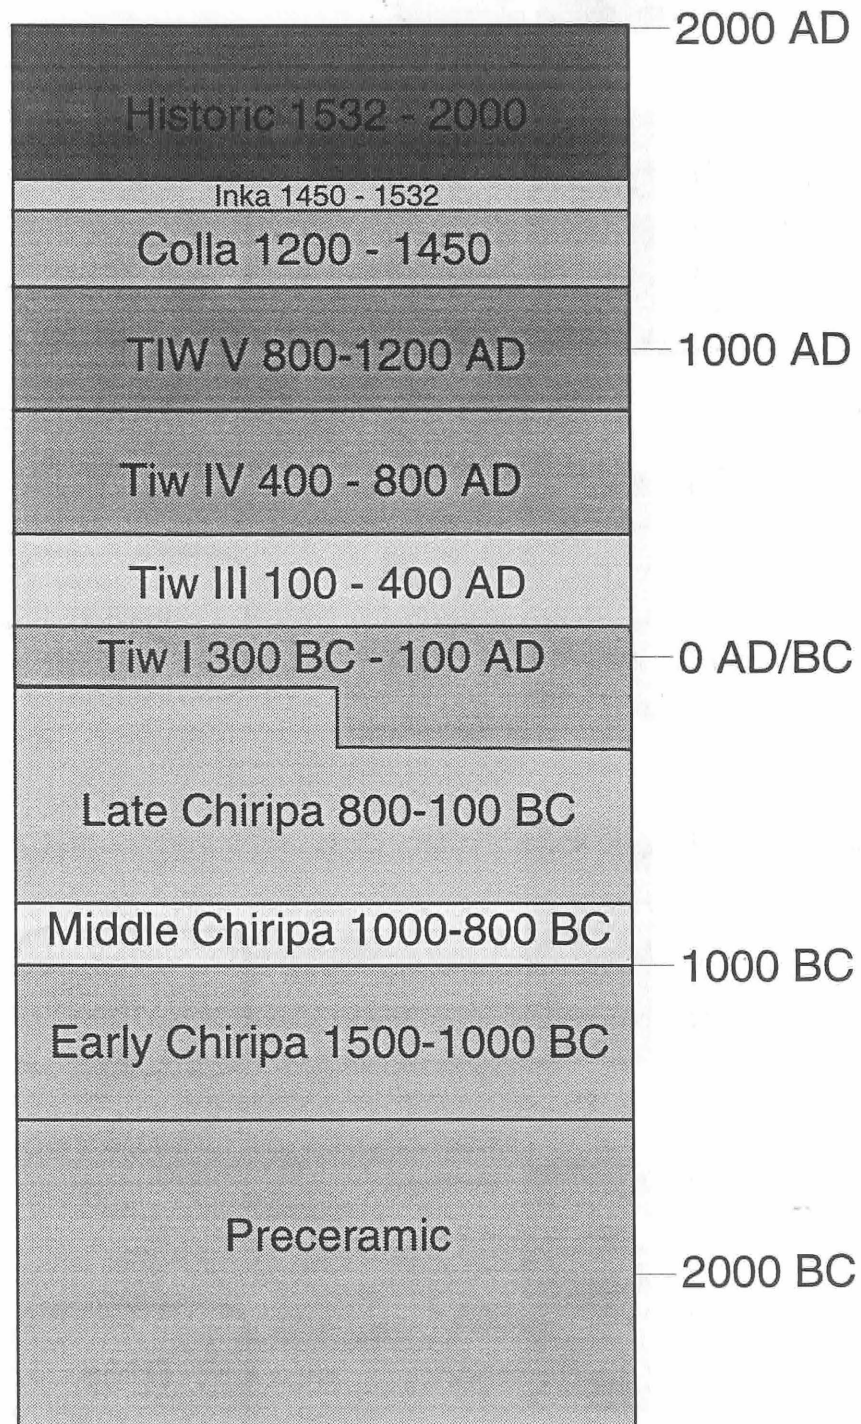 2000 AD
Historic 1532 - 2000
Inka 1450 - 1532
Colla 1200 - 1450
TIW V 800-1200 AD
1000 AD
Tiw IV 400 - 800 AD
Tiw III 100 - 400 AD
Tiw I 300 BC - 100 AD
0 AD/BC
Late Chiripa 800-100 BC
Middle Chiripa 1000-800 BC
1000 BC
Early Chiripa 1500-1000 BC
Preceramic
2000 BC